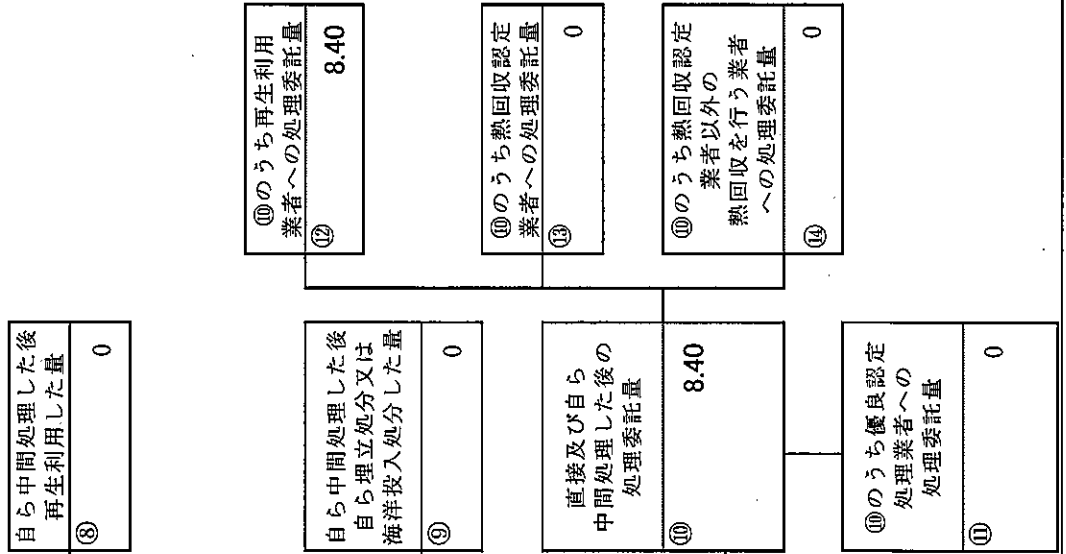 自ら中間処理した後
再生利用した量
⑧ 0
自ら中間処理した後
自ら埋立処分又は
海洋投入処分した量
⑨ 0
直接及び自ら
中間処理した後の
処理委託量
⑩ 8.40
⑩のうち優良認定
処理業者への
処理委託量
⑪ 0
⑩のうち再生利用
業者への処理委託量
⑫ 8.40
⑩のうち熱回収認定
業者への処理委託量
⑬ 0
⑩のうち熱回収認定
業者以外の
熱回収を行う業者
への処理委託量
⑭ 0